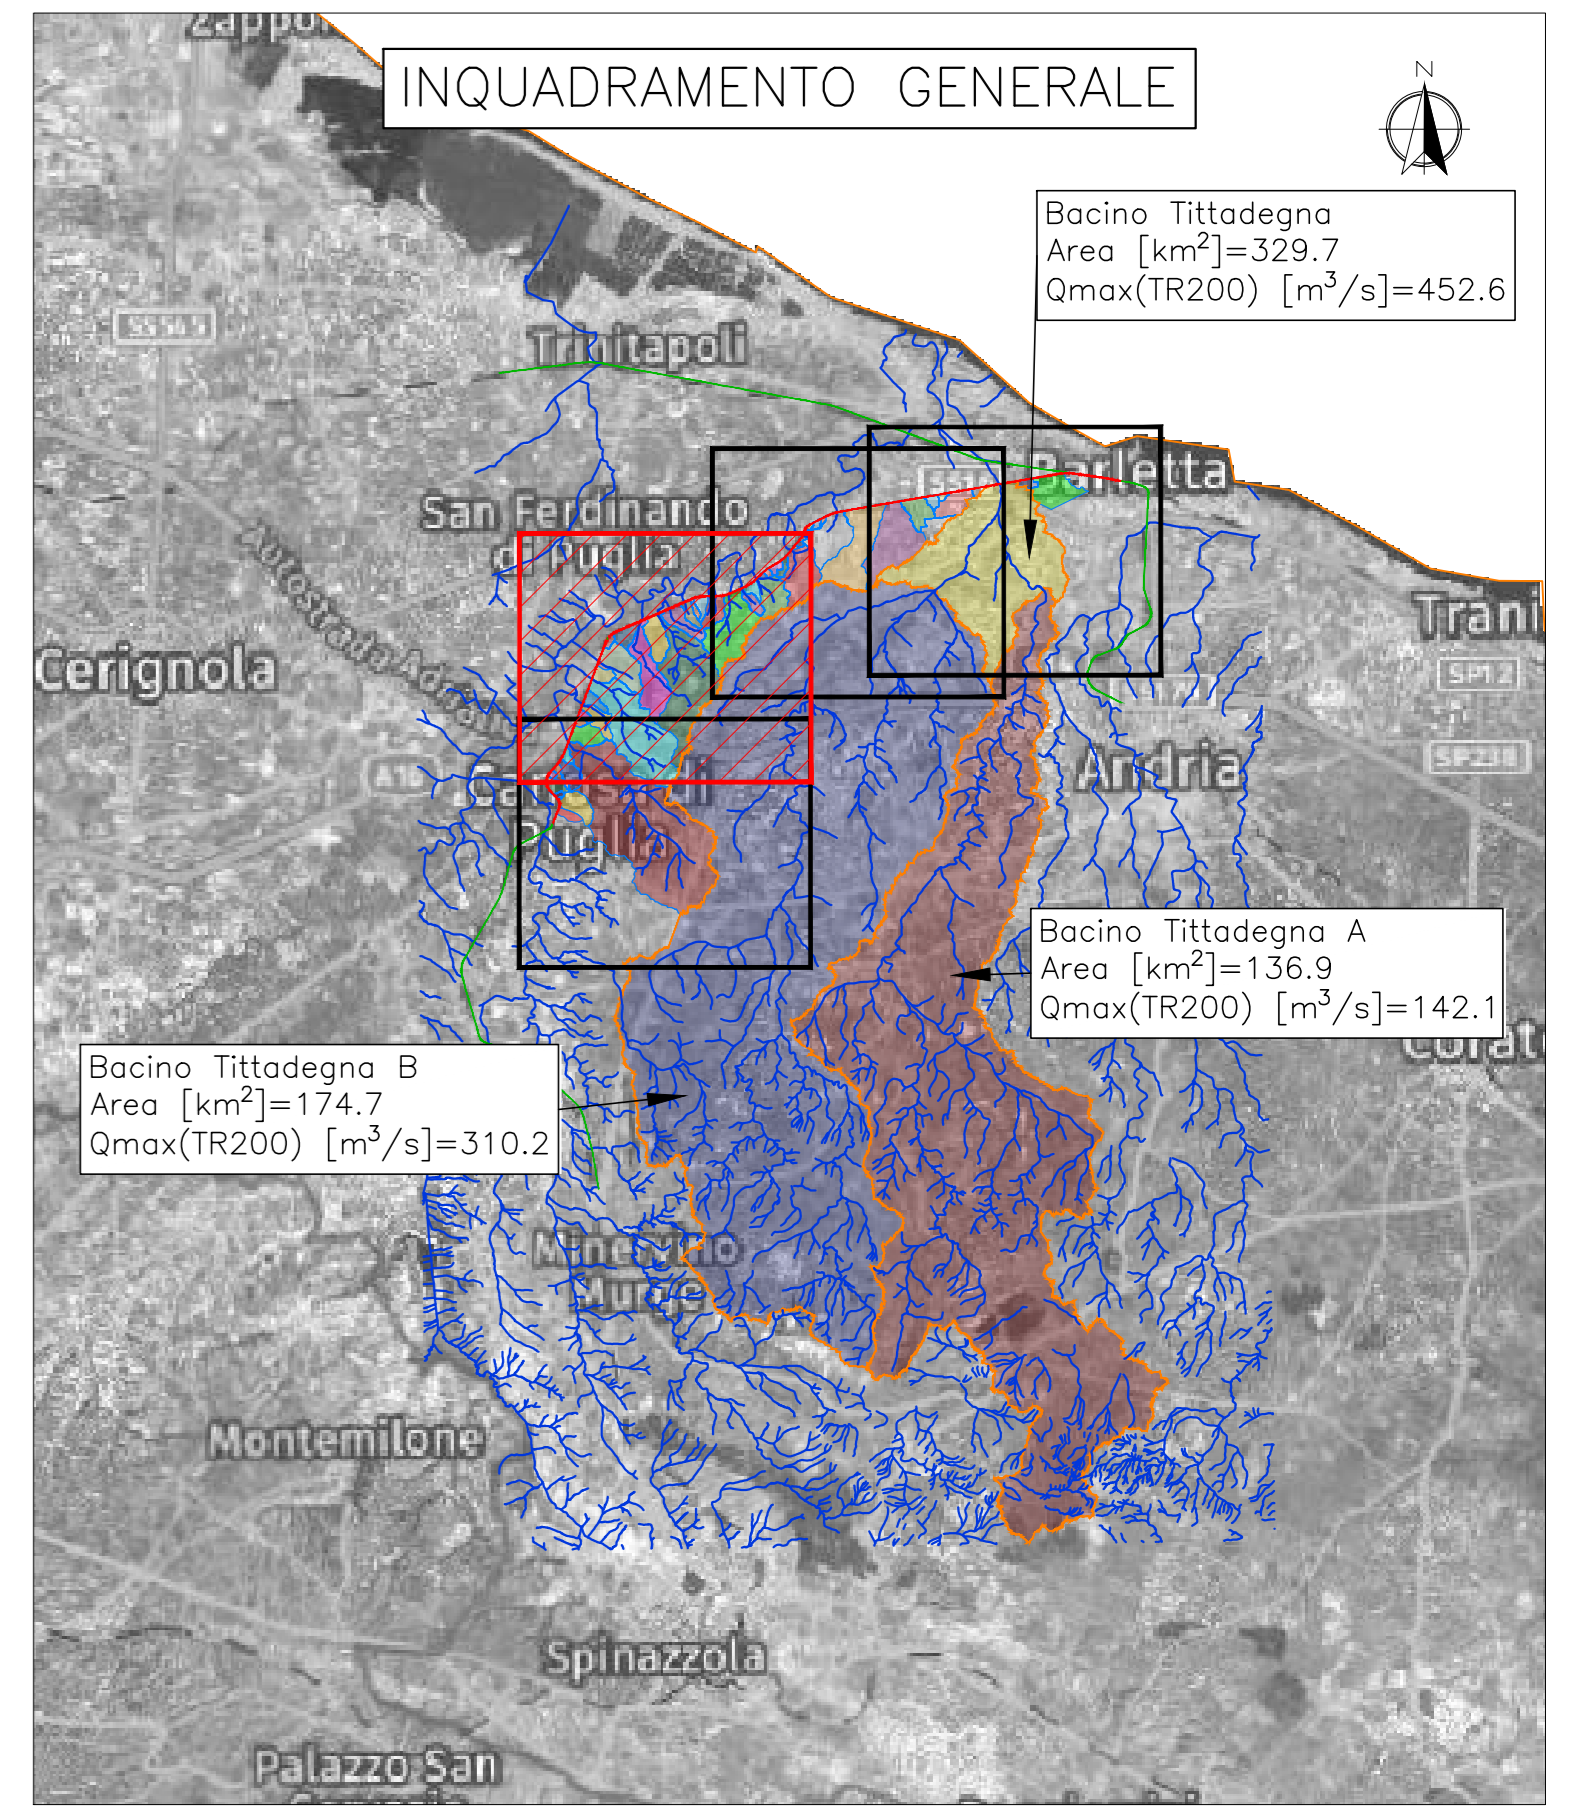 INQUADRAMENTO GENERALE
N
Bacino Tittadegna
Area [km²]=329.7
Qmax(TR200) [m³/s]=452.6
Trinitapoli
Barletta
San Ferdinando
di Puglia
Trani
Cerignola
SP12
Autostrada Adria
SP238
Andria
Puglia
Bacino Tittadegna A
Area [km²]=136.9
Qmax(TR200) [m³/s]=142.1
Bacino Tittadegna B
Area [km²]=174.7
Qmax(TR200) [m³/s]=310.2
Minervino
Murge
Montemilone
Spinazzola
Palazzo San